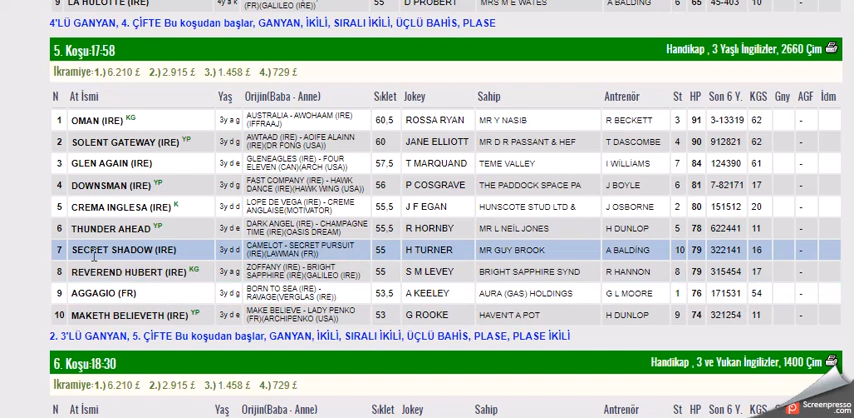 9 LA HULOTTE (IRE) 4y a k (FR)(GALILEO (IRE)) 55 D PROBERT MRS M E WATES A BALDING 6 65 45-403 10
4'LÜ GANYAN, 4. ÇİFTE Bu koşudan başlar, GANYAN, İKİLİ, SIRALI İKİLİ, ÜÇLÜ BAHİS, PLASE
5. Koşu:17-58 Handikap , 3 Yaşlı İngilizler, 2660 Çim
İkramiye:1.) 6.210 £ 2.) 2.915 £ 3.) 1.458 £ 4.) 729 £
N At İsmi Yaş Orijin(Baba - Anne) Sıklet Jokey Sahip Antrenör St HP Son 6 Y. KGS Gny AGF İdm
1 OMAN (IRE) KG 3y a g AUSTRALIA - AWOHAAM (IRE) (IFFRAAJ) 60,5 ROSSA RYAN MR Y NASIB R BECKETT 3 91 3-13319 62 -
2 SOLENT GATEWAY (IRE) YP 3y d g AWTAAD (IRE) - AOIFE ALAINN (IRE)(DR FONG (USA)) 60 JANE ELLIOTT MR D R PASSANT & HEF T DASCOMBE 4 90 912821 62 -
3 GLEN AGAIN (IRE) 3y d e GLENEAGLES (IRE) - FOUR ELEVEN (CAN)(ARCH (USA)) 57,5 T MARQUAND TEME VALLEY I WİLLİAMS 7 84 124390 61 -
4 DOWNSMAN (IRE) YP 3y d g FAST COMPANY (IRE) - HAWK DANCE (IRE)(HAWK WING (USA)) 56 P COSGRAVE THE PADDOCK SPACE PA J BOYLE 6 81 7-82171 17 -
5 CREMA INGLESA (IRE) K 3y d d LOPE DE VEGA (IRE) - CREME ANGLAISE(MOTIVATOR) 55,5 J F EGAN HUNSCOTE STUD LTD & J OSBORNE 2 80 151512 20 -
6 THUNDER AHEAD YP 3y d e DARK ANGEL (IRE) - CHAMPAGNE TIME (IRE)(OASIS DREAM) 55,5 R HORNBY MR L NEIL JONES H DUNLOP 5 78 622441 11 -
7 SECRET SHADOW (IRE) 3y d d CAMELOT - SECRET PURSUIT (IRE)(LAWMAN (FR)) 55 H TURNER MR GUY BROOK A BALDİNG 10 79 322141 16 -
8 REVEREND HUBERT (IRE) KG 3y a g ZOFFANY (IRE) - BRIGHT SAPPHIRE (IRE)(GALILEO (IRE)) 55 S M LEVEY BRIGHT SAPPHIRE SYND R HANNON 8 79 315454 17 -
9 AGGAGIO (FR) 3y d g BORN TO SEA (IRE) - RAVAGE(VERGLAS (IRE)) 53,5 A KEELEY AURA (GAS) HOLDINGS G L MOORE 1 76 171531 54 -
10 MAKETH BELIEVETH (IRE) YP 3y d e MAKE BELIEVE - LADY PENKO (FR)(ARCHIPENKO (USA)) 53 G ROOKE HAVEN'T A POT H DUNLOP 9 74 321254 11 -
2. 3'LÜ GANYAN, 5. ÇİFTE Bu koşudan başlar, GANYAN, İKİLİ, SIRALI İKİLİ, ÜÇLÜ BAHİS, PLASE, PLASE İKİLİ
6. Koşu:18-30 Handikap , 3 ve Yukarı İngilizler, 1400 Çim
İkramiye:1.) 6.210 £ 2.) 2.915 £ 3.) 1.458 £ 4.) 729 £
N At İsmi Yaş Orijin(Baba - Anne) Sıklet Jokey Sahip Antrenör St HP Son 6 Y. KGS
Screenpresso